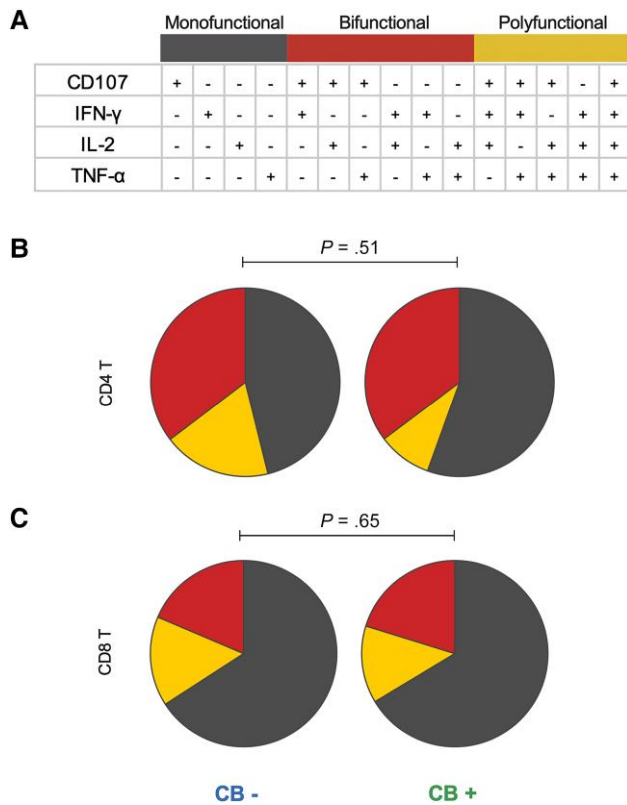 A
Monofunctional Bifunctional Polyfunctional
CD107 + - - - + + + - - - + + + - +
IFN-γ - + - - + - - + + - + + - + +
IL-2 - - + - - + - + - + + - + + +
TNF-α - - - + - - + - + + - + + + +
B
P = .51
CD4 T
C
P = .65
CD8 T
CB - CB +